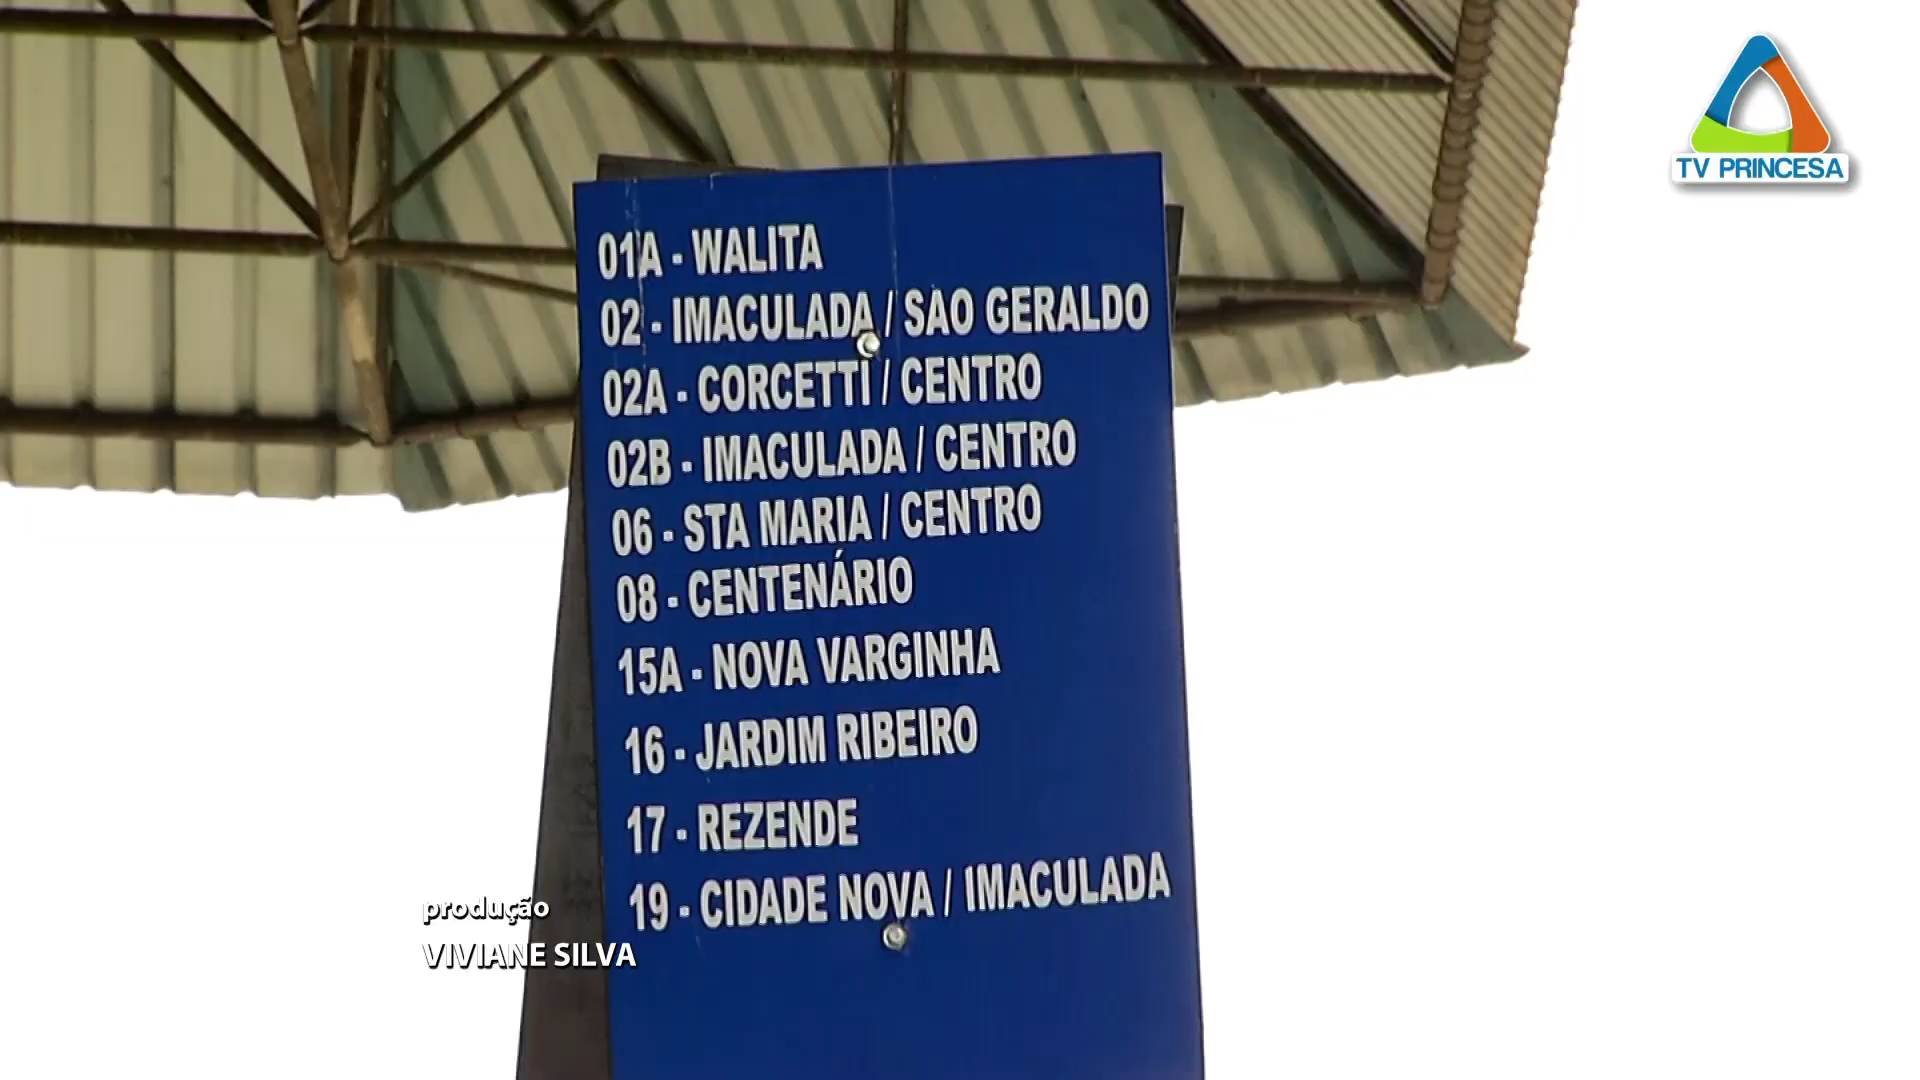 TV PRINCESA
01A - WALITA
02 - IMACULADA / SAO GERALDO
02A - CORCETTI / CENTRO
02B - IMACULADA / CENTRO
06 - STA MARIA / CENTRO
08 - CENTENÁRIO
15A - NOVA VARGINHA
16 - JARDIM RIBEIRO
17 - REZENDE
19 - CIDADE NOVA / IMACULADA
produção
VIVIANE SILVA